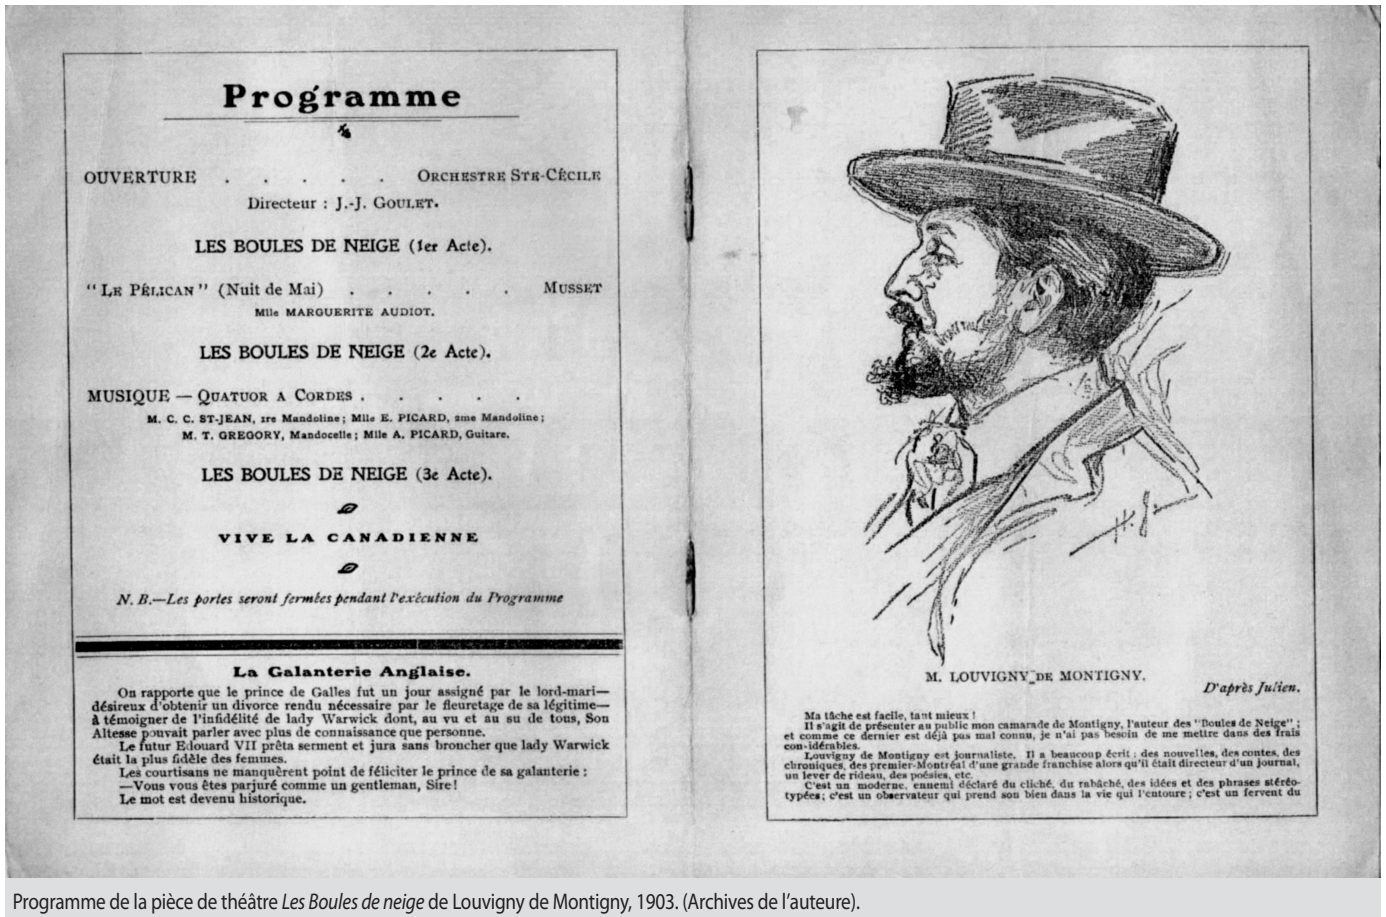 Programme
OUVERTURE . . . . . ORCHESTRE STE-CÉCILE
Directeur : J.-J. GOULET.
LES BOULES DE NEIGE (1er Acte).
“ LE PÉLICAN ” (Nuit de Mai) . . . . . MUSSET
Mlle MARGUERITE AUDIOT.
LES BOULES DE NEIGE (2e Acte).
MUSIQUE — QUATUOR A CORDES . . . . .
M. C. C. ST-JEAN, 1re Mandoline ; Mlle E. PICARD, 2me Mandoline ;
M. T. GREGORY, Mandocelle ; Mlle A. PICARD, Guitare.
LES BOULES DE NEIGE (3e Acte).
VIVE LA CANADIENNE
N. B.—Les portes seront fermées pendant l'exécution du Programme
La Galanterie Anglaise.
On rapporte que le prince de Galles fut un jour assigné par le lord-mari—
désireux d'obtenir un divorce rendu nécessaire par le fleuretage de sa légitime—
à témoigner de l'infidélité de lady Warwick dont, au vu et au su de tous, Son
Altesse pouvait parler avec plus de connaissance que personne.
Le futur Edouard VII prêta serment et jura sans broncher que lady Warwick
était la plus fidèle des femmes.
Les courtisans ne manquèrent point de féliciter le prince de sa galanterie :
—Vous vous êtes parjuré comme un gentleman, Sire !
Le mot est devenu historique.
H. J.
M. LOUVIGNY DE MONTIGNY.
D'après Julien.
Ma tâche est facile, tant mieux !
Il s'agit de présenter au public mon camarade de Montigny, l'auteur des "Boules de Neige" ;
et comme ce dernier est déjà pas mal connu, je n'ai pas besoin de me mettre dans des frais
considérables.
Louvigny de Montigny est journaliste. Il a beaucoup écrit : des nouvelles, des contes, des
chroniques, des premier-Montréal d'une grande franchise alors qu'il était directeur d'un journal,
un lever de rideau, des poésies, etc.
C'est un moderne, ennemi déclaré du cliché, du rabâché, des idées et des phrases stéréo-
typées ; c'est un observateur qui prend son bien dans la vie qui l'entoure ; c'est un fervent du
Programme de la pièce de théâtre Les Boules de neige de Louvigny de Montigny, 1903. (Archives de l'auteure).